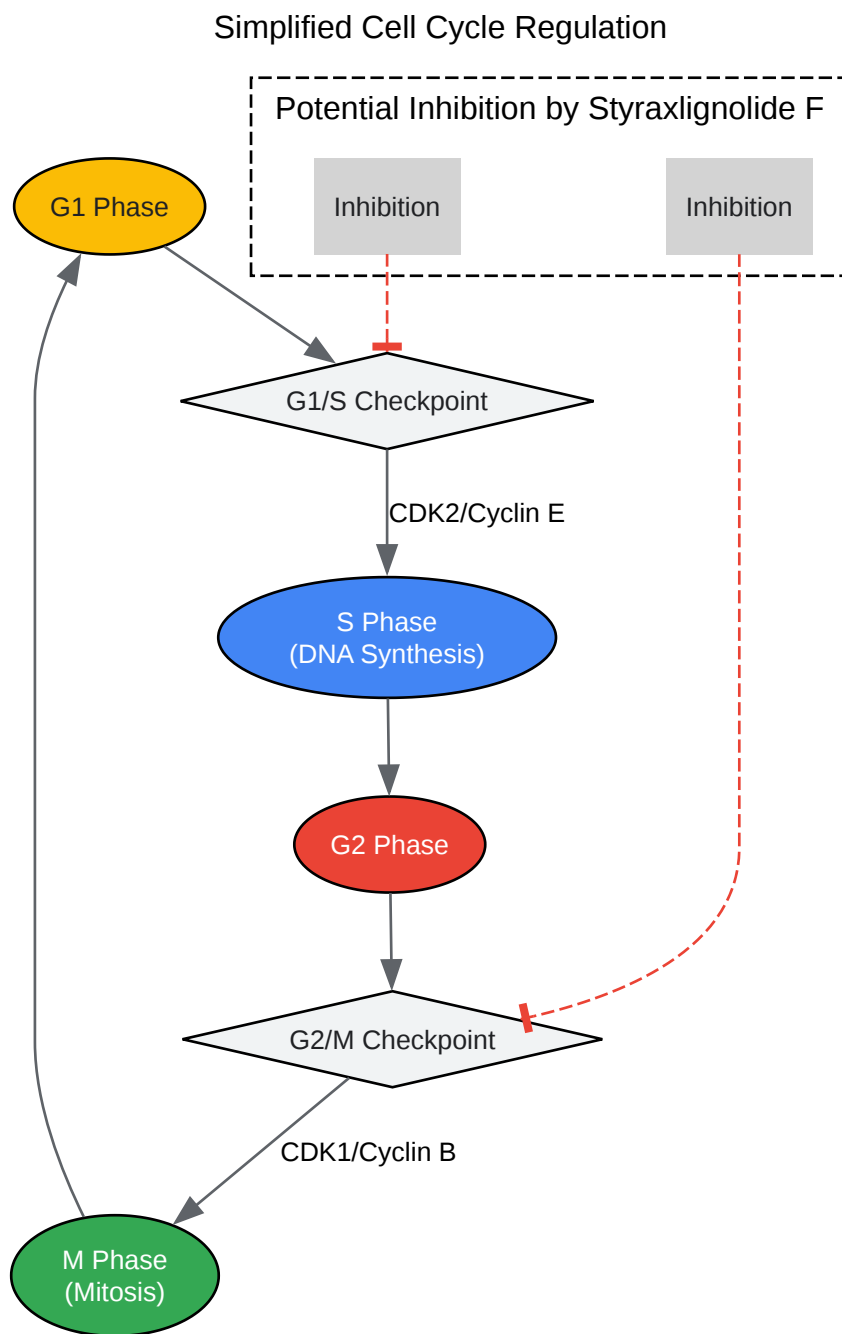 Simplified Cell Cycle Regulation
Potential Inhibition by Styraxlignolide F
G1 Phase
Inhibition
Inhibition
G1/S Checkpoint
CDK2/Cyclin E
S Phase
(DNA Synthesis)
G2 Phase
G2/M Checkpoint
CDK1/Cyclin B
M Phase
(Mitosis)